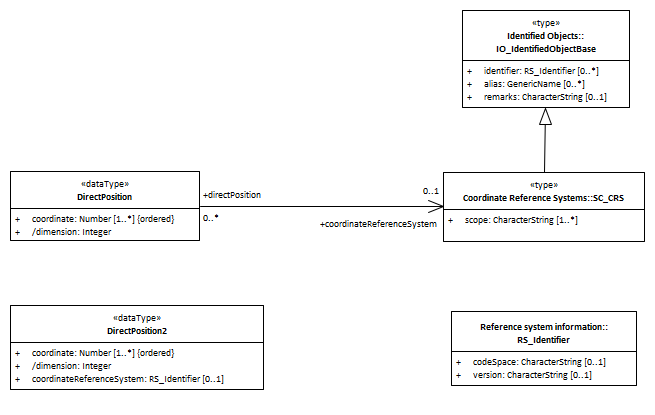 «type»
Identified Objects::
IO_IdentifiedObjectBase
+ identifier: RS_Identifier [0..*]
+ alias: GenericName [0..*]
+ remarks: CharacterString [0..1]
«dataType»
DirectPosition
+ coordinate: Number [1..*] {ordered}
+ /dimension: Integer
+directPosition
0..*
0..1
+coordinateReferenceSystem
«type»
Coordinate Reference Systems::SC_CRS
+ scope: CharacterString [1..*]
«dataType»
DirectPosition2
+ coordinate: Number [1..*] {ordered}
+ /dimension: Integer
+ coordinateReferenceSystem: RS_Identifier [0..1]
Reference system information::
RS_Identifier
+ codeSpace: CharacterString [0..1]
+ version: CharacterString [0..1]